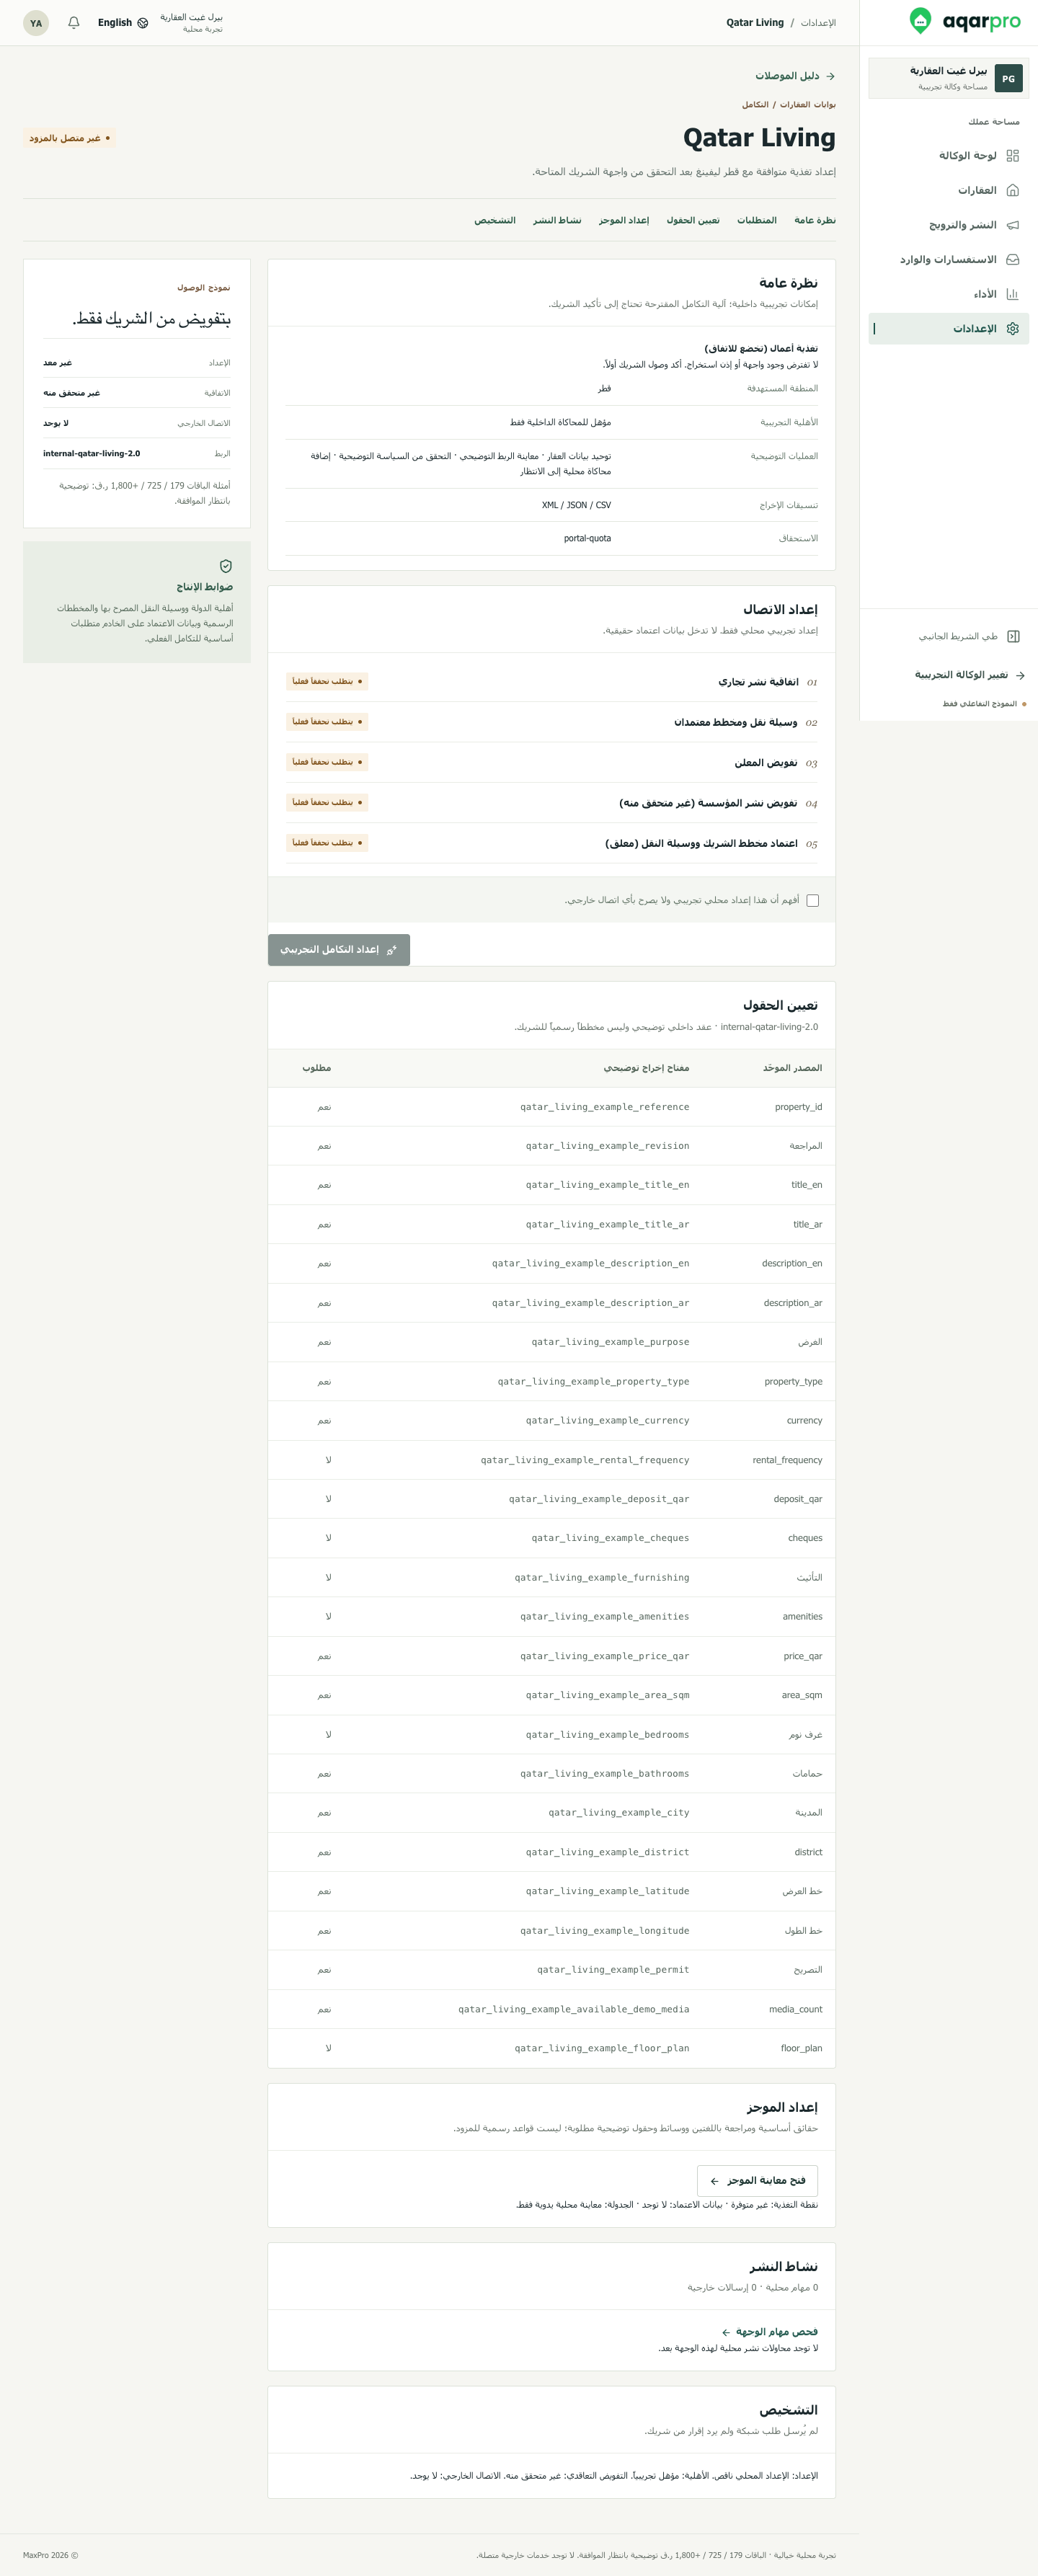 aqarpro
الإعدادات / Qatar Living
بيرل غيت العقارية
تجربة محلية
English
YA
PG
بيرل غيت العقارية
مساحة وكالة تجريبية
مساحة عملك
لوحة الوكالة
العقارات
النشر والترويج
الاستفسارات والوارد
الأداء
الإعدادات
طي الشريط الجانبي
تغيير الوكالة التجريبية
النموذج التفاعلي فقط
دليل الموصلات
بوابات العقارات / التكامل
Qatar Living
غير متصل بالمزود
إعداد تغذية متوافقة مع قطر ليفينغ بعد التحقق من واجهة الشريك المتاحة.
نظرة عامة
المتطلبات
تعيين الحقول
إعداد الموجز
نشاط النشر
التشخيص
نظرة عامة
إمكانات تجريبية داخلية؛ آلية التكامل المقترحة تحتاج إلى تأكيد الشريك.
تغذية أعمال (تخضع للاتفاق)
لا تفترض وجود واجهة أو إذن استخراج. أكد وصول الشريك أولاً.
المنطقة المستهدفة
قطر
الأهلية التجريبية
مؤهل للمحاكاة الداخلية فقط
العمليات التوضيحية
توحيد بيانات العقار · معاينة الربط التوضيحي · التحقق من السياسة التوضيحية · إضافة
محاكاة محلية إلى الانتظار
تنسيقات الإخراج
XML / JSON / CSV
الاستحقاق
portal-quota
نموذج الوصول
بتفويض من الشريك فقط.
الإعداد
غير معد
الاتفاقية
غير متحقق منه
الاتصال الخارجي
لا يوجد
الربط
internal-qatar-living-2.0
أمثلة الباقات 179 / 725 / +1,800 ر.ق: توضيحية
بانتظار الموافقة.
ضوابط الإنتاج
أهلية الدولة ووسيلة النقل المصرح بها والمخططات
الرسمية وبيانات الاعتماد على الخادم متطلبات
أساسية للتكامل الفعلي.
إعداد الاتصال
إعداد تجريبي محلي فقط. لا تدخل بيانات اعتماد حقيقية.
01 اتفاقية نشر تجاري
يتطلب تحققاً فعلياً
02 وسيلة نقل ومخطط معتمدان
يتطلب تحققاً فعلياً
03 تفويض المعلن
يتطلب تحققاً فعلياً
04 تفويض نشر المؤسسة (غير متحقق منه)
يتطلب تحققاً فعلياً
05 اعتماد مخطط الشريك ووسيلة النقل (معلق)
يتطلب تحققاً فعلياً
أفهم أن هذا إعداد محلي تجريبي ولا يصرح بأي اتصال خارجي.
إعداد التكامل التجريبي
تعيين الحقول
internal-qatar-living-2.0 · عقد داخلي توضيحي وليس مخططاً رسمياً للشريك.
المصدر الموحّد
مفتاح إخراج توضيحي
مطلوب
property_id qatar_living_example_reference نعم
المراجعة qatar_living_example_revision نعم
title_en qatar_living_example_title_en نعم
title_ar qatar_living_example_title_ar نعم
description_en qatar_living_example_description_en نعم
description_ar qatar_living_example_description_ar نعم
الغرض qatar_living_example_purpose نعم
property_type qatar_living_example_property_type نعم
currency qatar_living_example_currency نعم
rental_frequency qatar_living_example_rental_frequency لا
deposit_qar qatar_living_example_deposit_qar لا
cheques qatar_living_example_cheques لا
التأثيث qatar_living_example_furnishing لا
amenities qatar_living_example_amenities لا
price_qar qatar_living_example_price_qar نعم
area_sqm qatar_living_example_area_sqm نعم
غرف نوم qatar_living_example_bedrooms لا
حمامات qatar_living_example_bathrooms نعم
المدينة qatar_living_example_city نعم
district qatar_living_example_district نعم
خط العرض qatar_living_example_latitude نعم
خط الطول qatar_living_example_longitude نعم
التصريح qatar_living_example_permit نعم
media_count qatar_living_example_available_demo_media نعم
floor_plan qatar_living_example_floor_plan لا
إعداد الموجز
حقائق أساسية ومراجعة باللغتين ووسائط وحقول توضيحية مطلوبة؛ ليست قواعد رسمية للمزود.
فتح معاينة الموجز
نقطة التغذية: غير متوفرة · بيانات الاعتماد: لا توجد · الجدولة: معاينة محلية يدوية فقط.
نشاط النشر
0 مهام محلية · 0 إرسالات خارجية
فحص مهام الوجهة
لا توجد محاولات نشر محلية لهذه الوجهة بعد.
التشخيص
لم يُرسل طلب شبكة ولم يرد إقرار من شريك.
الإعداد: الإعداد المحلي ناقص. الأهلية: مؤهل تجريبياً. التفويض التعاقدي: غير متحقق منه. الاتصال الخارجي: لا يوجد.
تجربة محلية خيالية · الباقات 179 / 725 / +1,800 ر.ق توضيحية بانتظار الموافقة. لا توجد خدمات خارجية متصلة.
© 2026 MaxPro